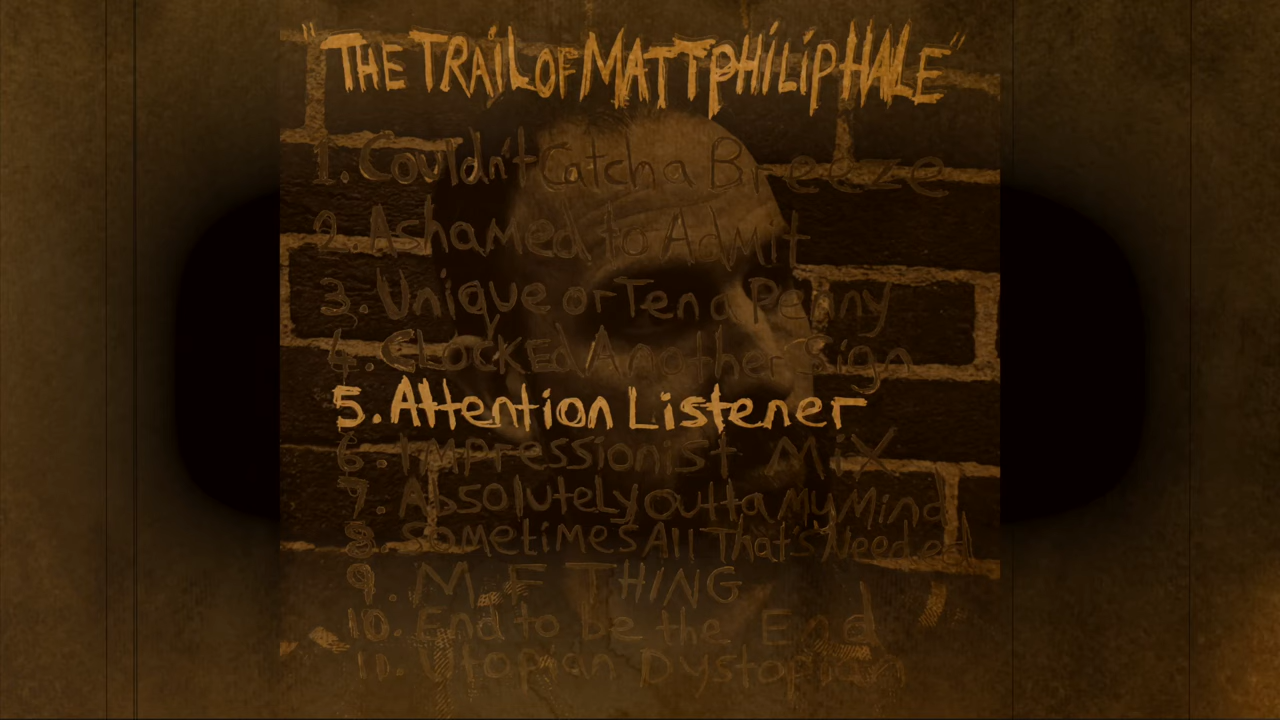 "THE TRAIL OF MATT PHILIP HALE"
1. Couldn't Catch a Breeze
2. Ashamed to Admit
3. Unique or Ten a Penny
4. CLOCKEd Another Sign
5. Attention Listener
6. Impressionist MiX
7. Absolutely outta My Mind
8. Sometimes All That's Needed
9. M.F THING
10. End to be the End
11. Utopian Dystopian